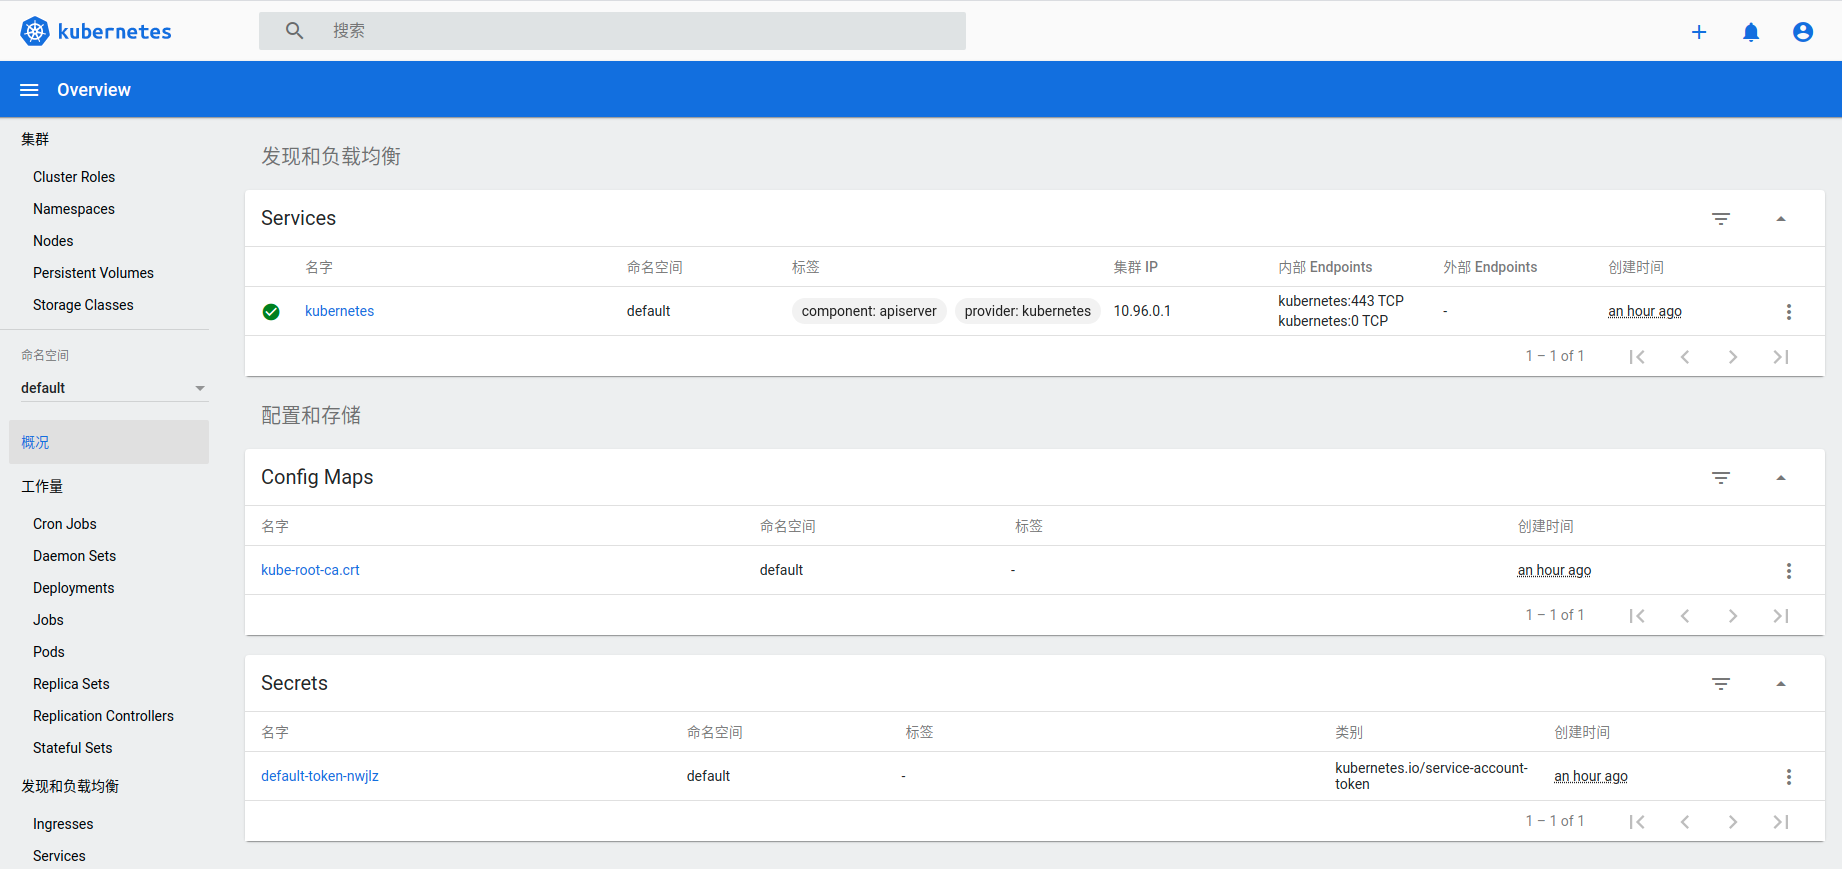 kubernetes
搜索
Overview
集群
Cluster Roles
Namespaces
Nodes
Persistent Volumes
Storage Classes
命名空间
default
概况
工作量
Cron Jobs
Daemon Sets
Deployments
Jobs
Pods
Replica Sets
Replication Controllers
Stateful Sets
发现和负载均衡
Ingresses
Services
发现和负载均衡
Services
名字 命名空间 标签 集群 IP 内部 Endpoints 外部 Endpoints 创建时间
kubernetes default component: apiserver provider: kubernetes 10.96.0.1 kubernetes:443 TCP - an hour ago
kubernetes:0 TCP
1 – 1 of 1
配置和存储
Config Maps
名字 命名空间 标签 创建时间
kube-root-ca.crt default - an hour ago
1 – 1 of 1
Secrets
名字 命名空间 标签 类别 创建时间
default-token-nwjlz default - kubernetes.io/service-account- an hour ago
token
1 – 1 of 1